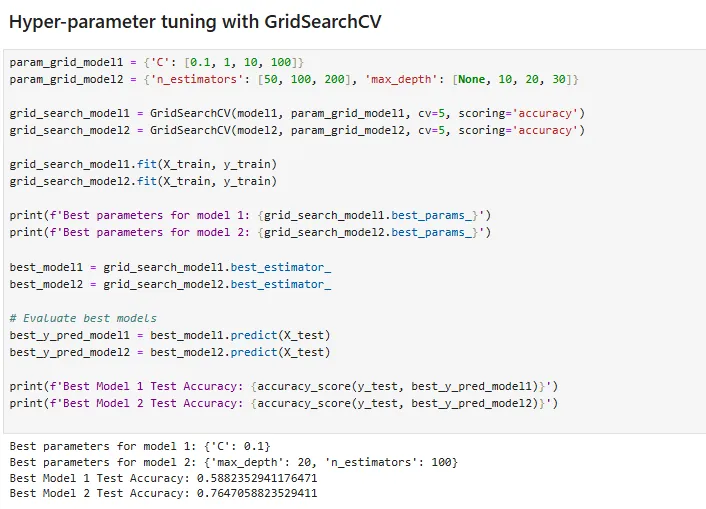 Hyper-parameter tuning with GridSearchCV
param_grid_model1 = {'C': [0.1, 1, 10, 100]}
param_grid_model2 = {'n_estimators': [50, 100, 200], 'max_depth': [None, 10, 20, 30]}
grid_search_model1 = GridSearchCV(model1, param_grid_model1, cv=5, scoring='accuracy')
grid_search_model2 = GridSearchCV(model2, param_grid_model2, cv=5, scoring='accuracy')
grid_search_model1.fit(X_train, y_train)
grid_search_model2.fit(X_train, y_train)
print(f'Best parameters for model 1: {grid_search_model1.best_params_}')
print(f'Best parameters for model 2: {grid_search_model2.best_params_}')
best_model1 = grid_search_model1.best_estimator_
best_model2 = grid_search_model2.best_estimator_
# Evaluate best models
best_y_pred_model1 = best_model1.predict(X_test)
best_y_pred_model2 = best_model2.predict(X_test)
print(f'Best Model 1 Test Accuracy: {accuracy_score(y_test, best_y_pred_model1)}')
print(f'Best Model 2 Test Accuracy: {accuracy_score(y_test, best_y_pred_model2)}')
Best parameters for model 1: {'C': 0.1}
Best parameters for model 2: {'max_depth': 20, 'n_estimators': 100}
Best Model 1 Test Accuracy: 0.5882352941176471
Best Model 2 Test Accuracy: 0.7647058823529411